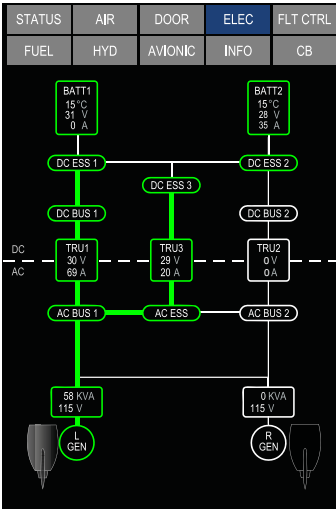 STATUS AIR DOOR ELEC FLT CTRL
FUEL HYD AVIONIC INFO CB
BATT1 BATT2
15°C 15°C
31 V 28 V
0 A 35 A
DC ESS 1 DC ESS 2
DC ESS 3
DC BUS 1 DC BUS 2
DC TRU1 TRU3 TRU2
30 V 29 V 0 V
AC 69 A 20 A 0 A
AC BUS 1 AC ESS AC BUS 2
58 KVA 0 KVA
115 V 115 V
L R
GEN GEN